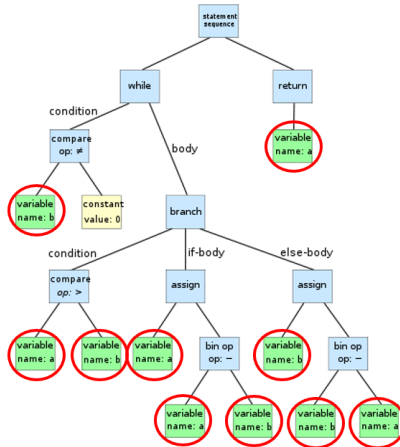 statement
sequence
while
return
condition
body
compare
op: ≠
variable
name: a
variable
name: b
constant
value: 0
branch
condition
if-body
else-body
compare
op: >
assign
assign
variable
name: a
variable
name: b
variable
name: a
bin op
op: −
variable
name: b
bin op
op: −
variable
name: a
variable
name: b
variable
name: b
variable
name: a